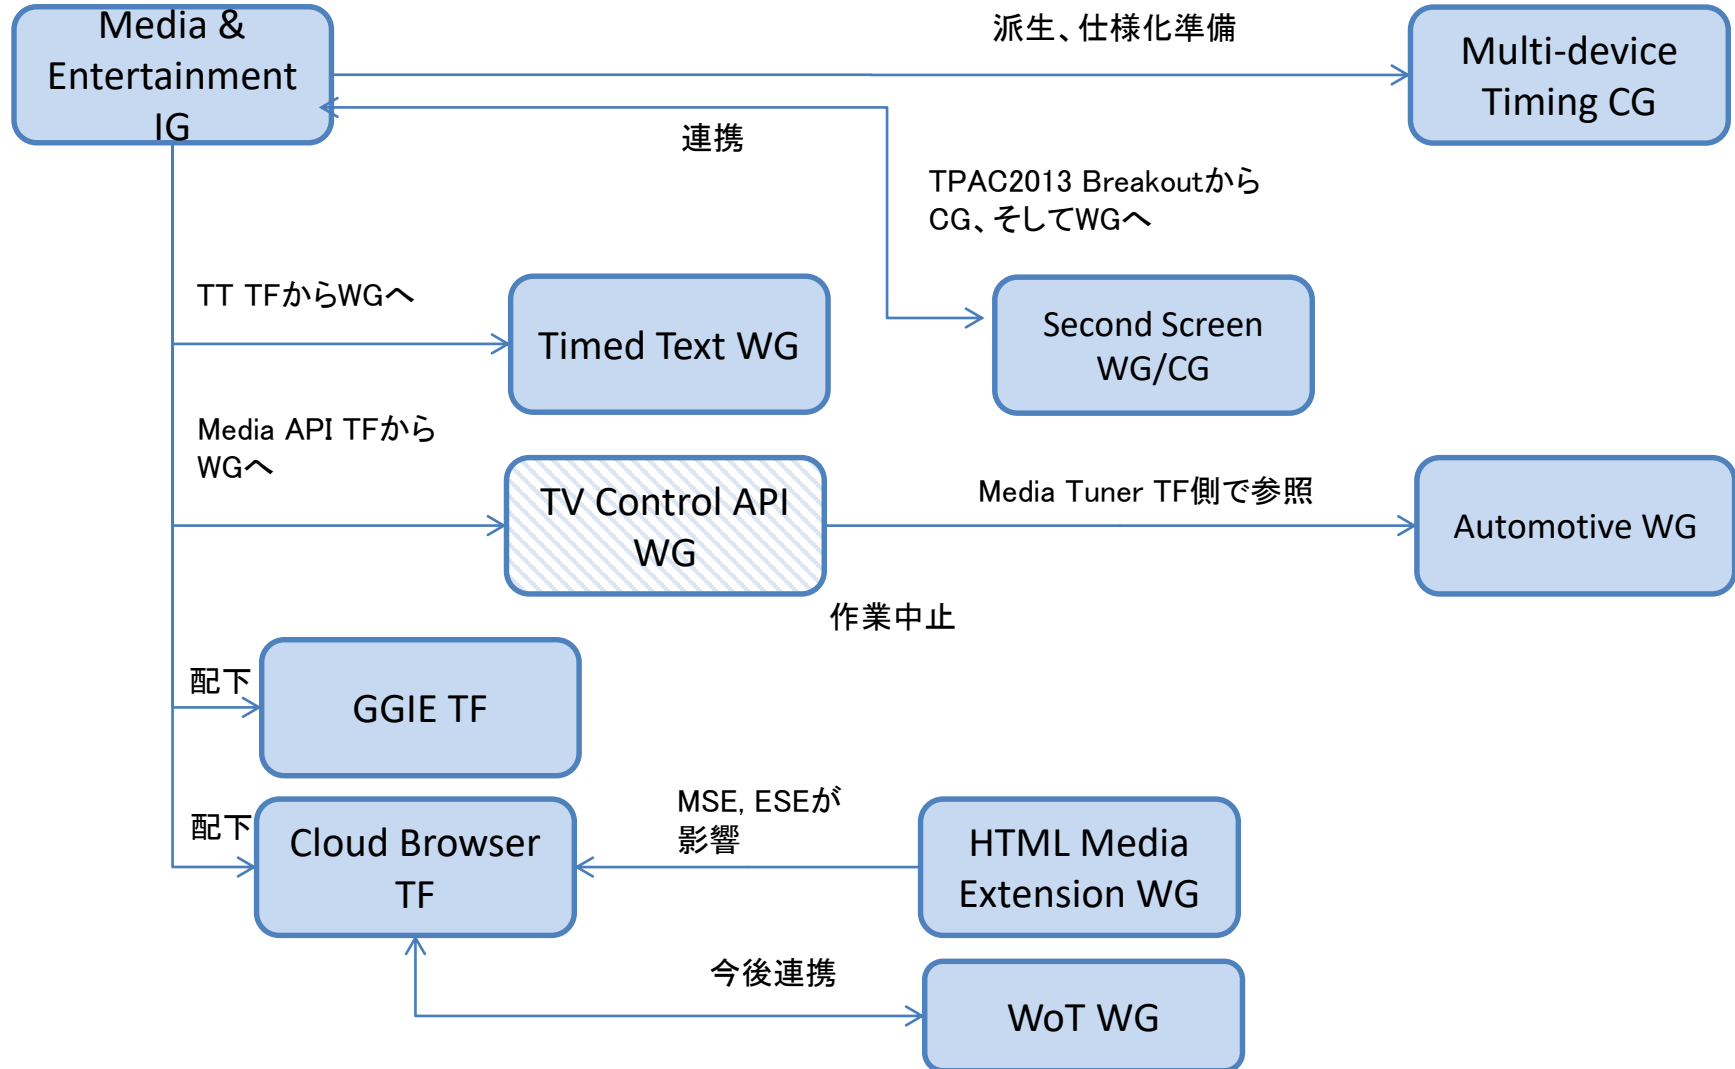 Media &
Entertainment
IG
派生、仕様化準備
Multi-device
Timing CG
連携
TPAC2013 Breakoutから
CG、そしてWGへ
TT TFからWGへ
Timed Text WG
Second Screen
WG/CG
Media API TFから
WGへ
TV Control API
WG
Media Tuner TF側で参照
Automotive WG
作業中止
配下
GGIE TF
配下
Cloud Browser
TF
MSE, ESEが
影響
HTML Media
Extension WG
今後連携
WoT WG